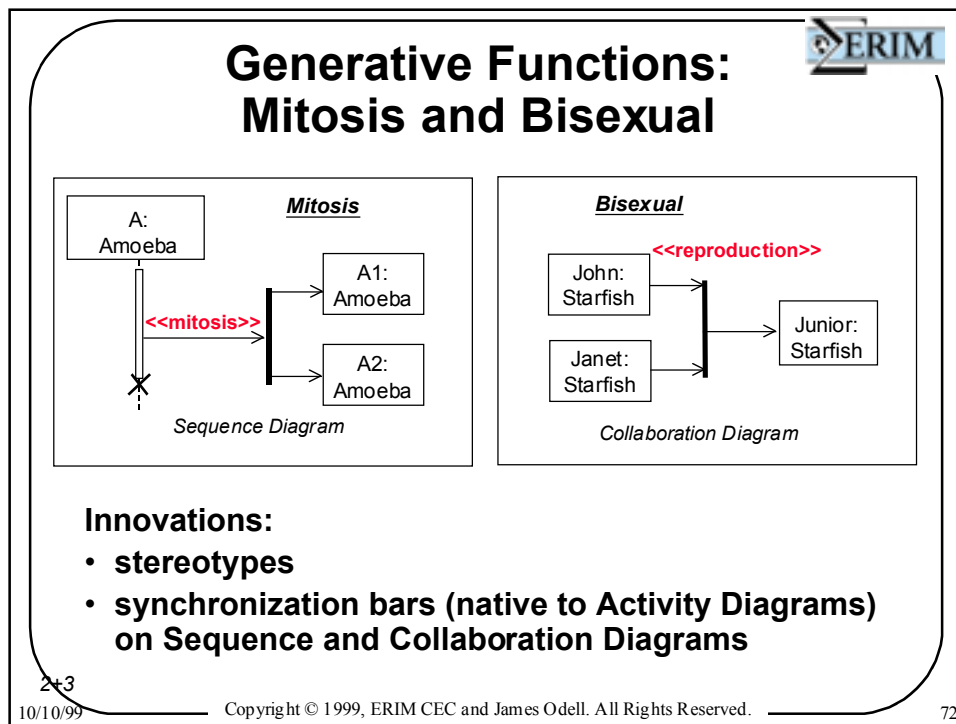 ERIM
Generative Functions:
Mitosis and Bisexual
Mitosis
A:
Amoeba
<<mitosis>>
A1:
Amoeba
A2:
Amoeba
Sequence Diagram
Bisexual
<<reproduction>>
John:
Starfish
Janet:
Starfish
Junior:
Starfish
Collaboration Diagram
Innovations:
• stereotypes
• synchronization bars (native to Activity Diagrams)
on Sequence and Collaboration Diagrams
2+3
10/10/99
Copyright © 1999, ERIM CEC and James Odell. All Rights Reserved.
72